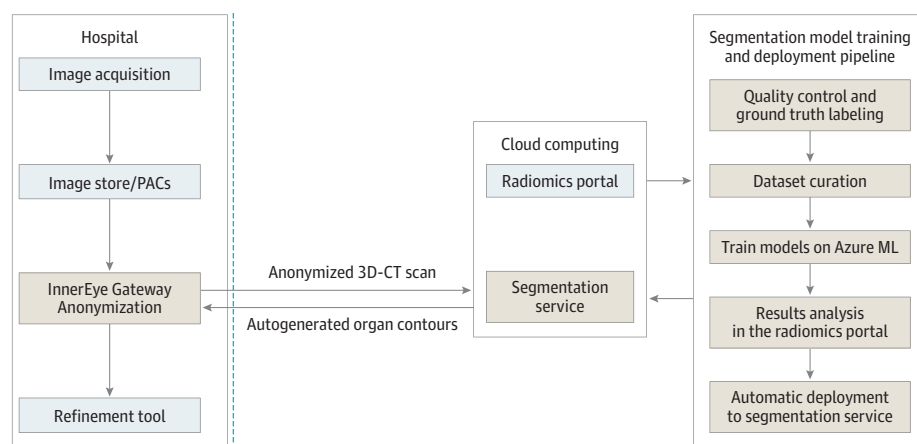 Hospital
Image acquisition
Image store/PACs
InnerEye Gateway
Anonymization
Refinement tool
Anonymized 3D-CT scan
Autogenerated organ contours
Cloud computing
Radiomics portal
Segmentation
service
Segmentation model training
and deployment pipeline
Quality control and
ground truth labeling
Dataset curation
Train models on Azure ML
Results analysis
in the radiomics portal
Automatic deployment
to segmentation service